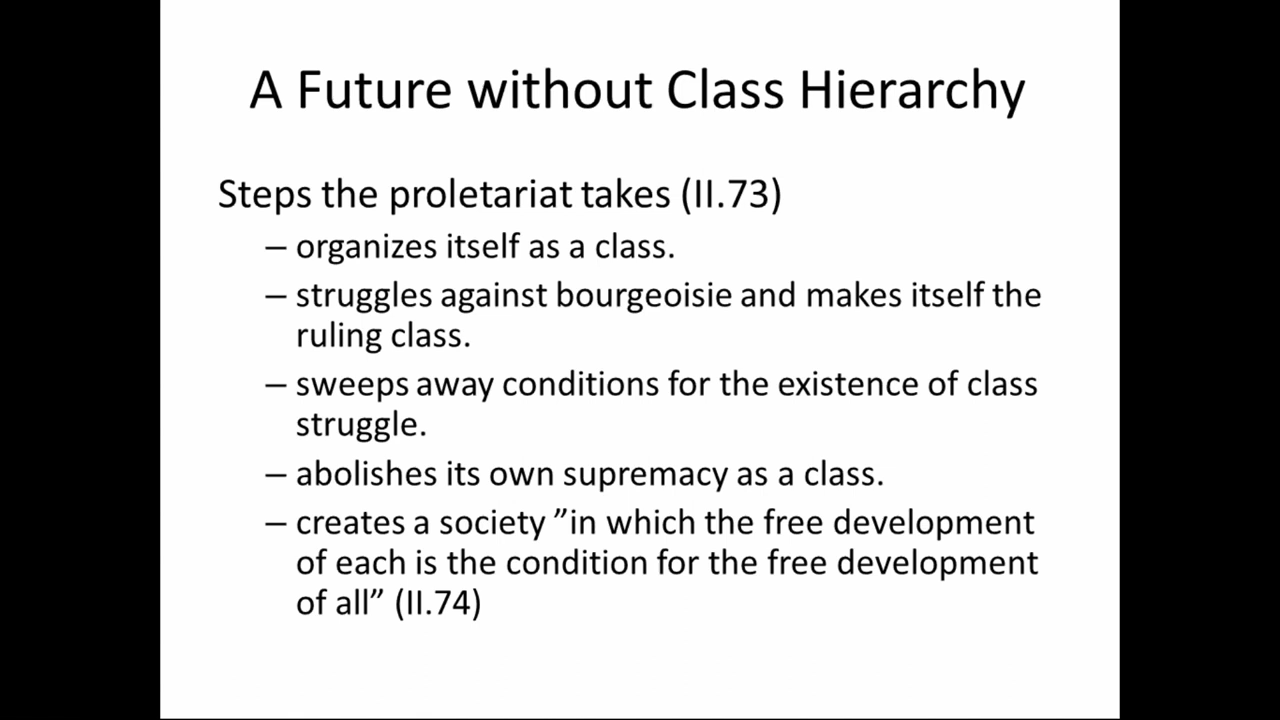 A Future without Class Hierarchy
Steps the proletariat takes (II.73)
– organizes itself as a class.
– struggles against bourgeoisie and makes itself the
ruling class.
– sweeps away conditions for the existence of class
struggle.
– abolishes its own supremacy as a class.
– creates a society ”in which the free development
of each is the condition for the free development
of all” (II.74)